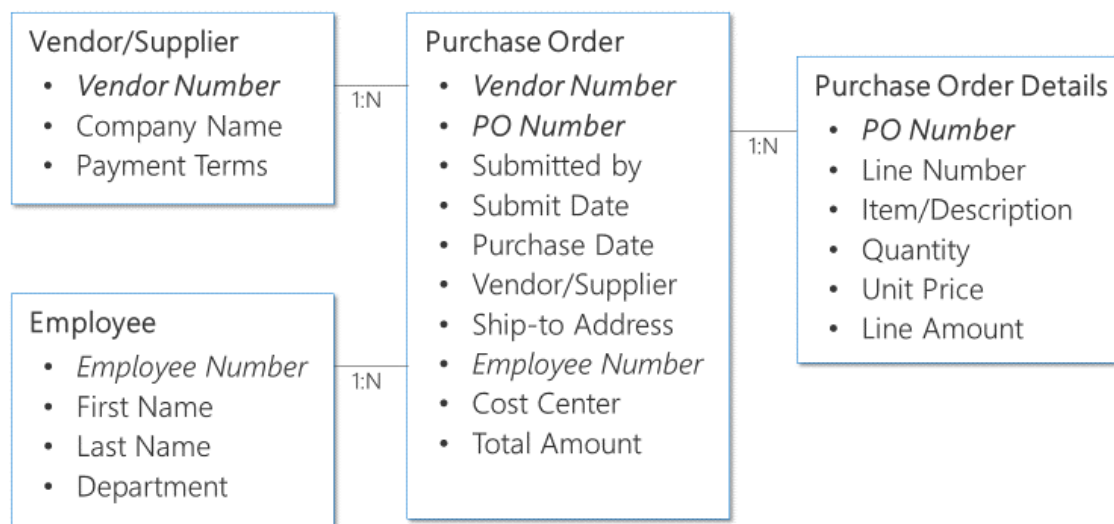 Vendor/Supplier
• Vendor Number
• Company Name
• Payment Terms
1:N
Employee
• Employee Number
• First Name
• Last Name
• Department
1:N
Purchase Order
• Vendor Number
• PO Number
• Submitted by
• Submit Date
• Purchase Date
• Vendor/Supplier
• Ship-to Address
• Employee Number
• Cost Center
• Total Amount
1:N
Purchase Order Details
• PO Number
• Line Number
• Item/Description
• Quantity
• Unit Price
• Line Amount